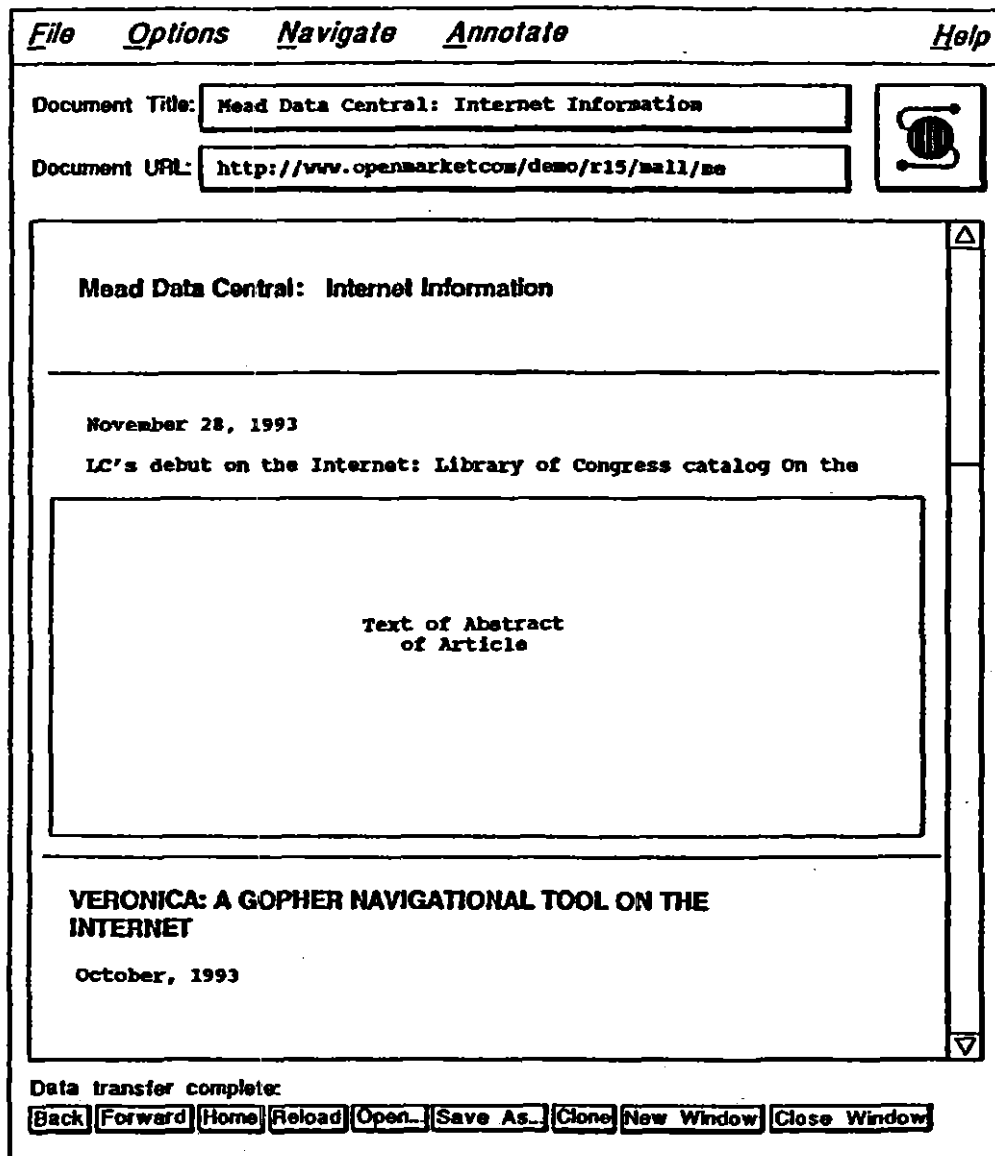 File Options Navigate Annotate Help
Document Title: Mead Data Central: Internet Information
Document URL: http://www.openmarketcom/demo/r15/mall/me
Mead Data Central: Internet Information
November 28, 1993
LC's debut on the Internet: Library of Congress catalog On the
Text of Abstract
of Article
VERONICA: A GOPHER NAVIGATIONAL TOOL ON THE
INTERNET
October, 1993
Data transfer complete:
Back Forward Home Reload Open... Save As... Clone New Window Close Window